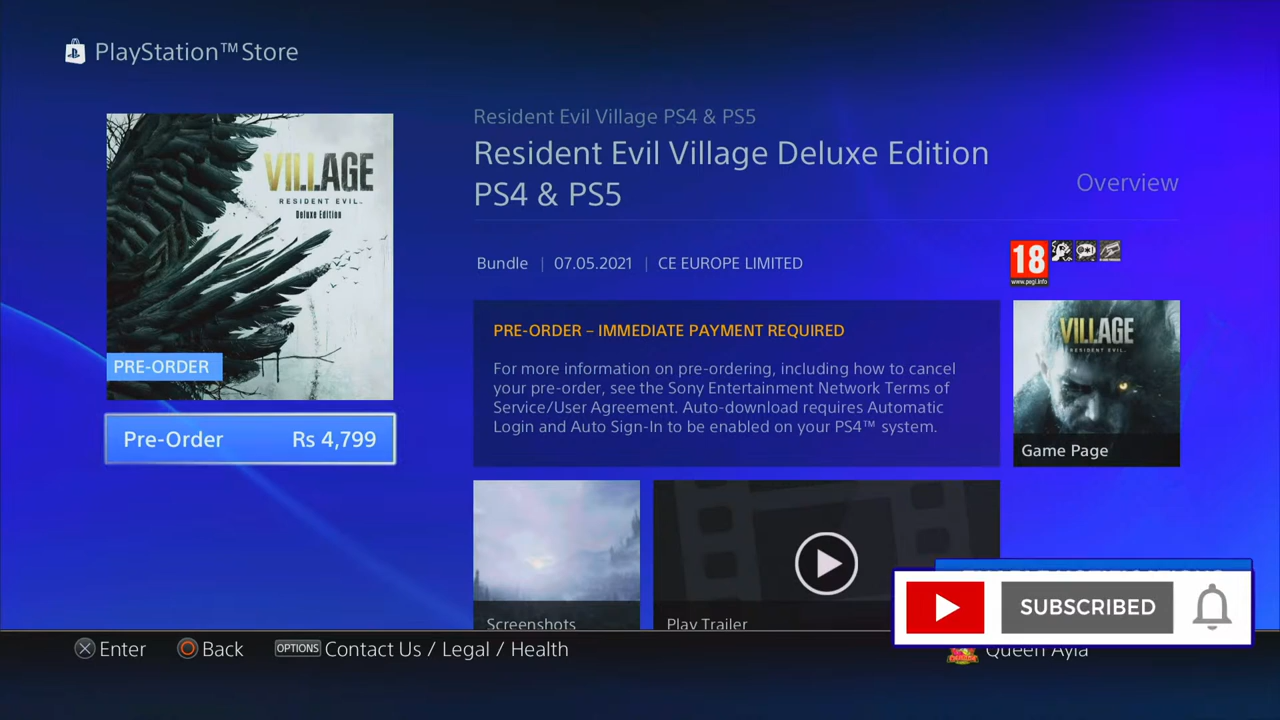 PlayStation™Store
Resident Evil Village PS4 & PS5
Resident Evil Village Deluxe Edition
PS4 & PS5
Overview
VILLAGE
RESIDENT EVIL™
Deluxe Edition
PRE-ORDER
Pre-Order Rs 4,799
Bundle | 07.05.2021 | CE EUROPE LIMITED
18
www.pegi.info
PRE-ORDER – IMMEDIATE PAYMENT REQUIRED
For more information on pre-ordering, including how to cancel
your pre-order, see the Sony Entertainment Network Terms of
Service/User Agreement. Auto-download requires Automatic
Login and Auto Sign-In to be enabled on your PS4™ system.
VILLAGE
RESIDENT EVIL™
Game Page
Screenshots
Play Trailer
SUBSCRIBED
Enter
Back
OPTIONS Contact Us / Legal / Health
Queen Ayla